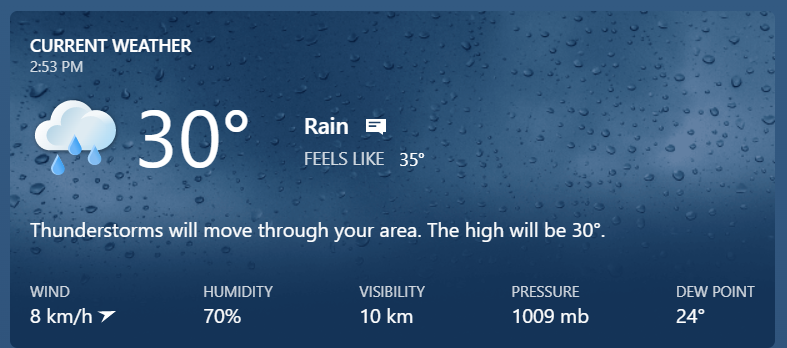 CURRENT WEATHER
2:53 PM
30°
Rain
FEELS LIKE 35°
Thunderstorms will move through your area. The high will be 30°.
WIND HUMIDITY VISIBILITY PRESSURE DEW POINT
8 km/h 70% 10 km 1009 mb 24°